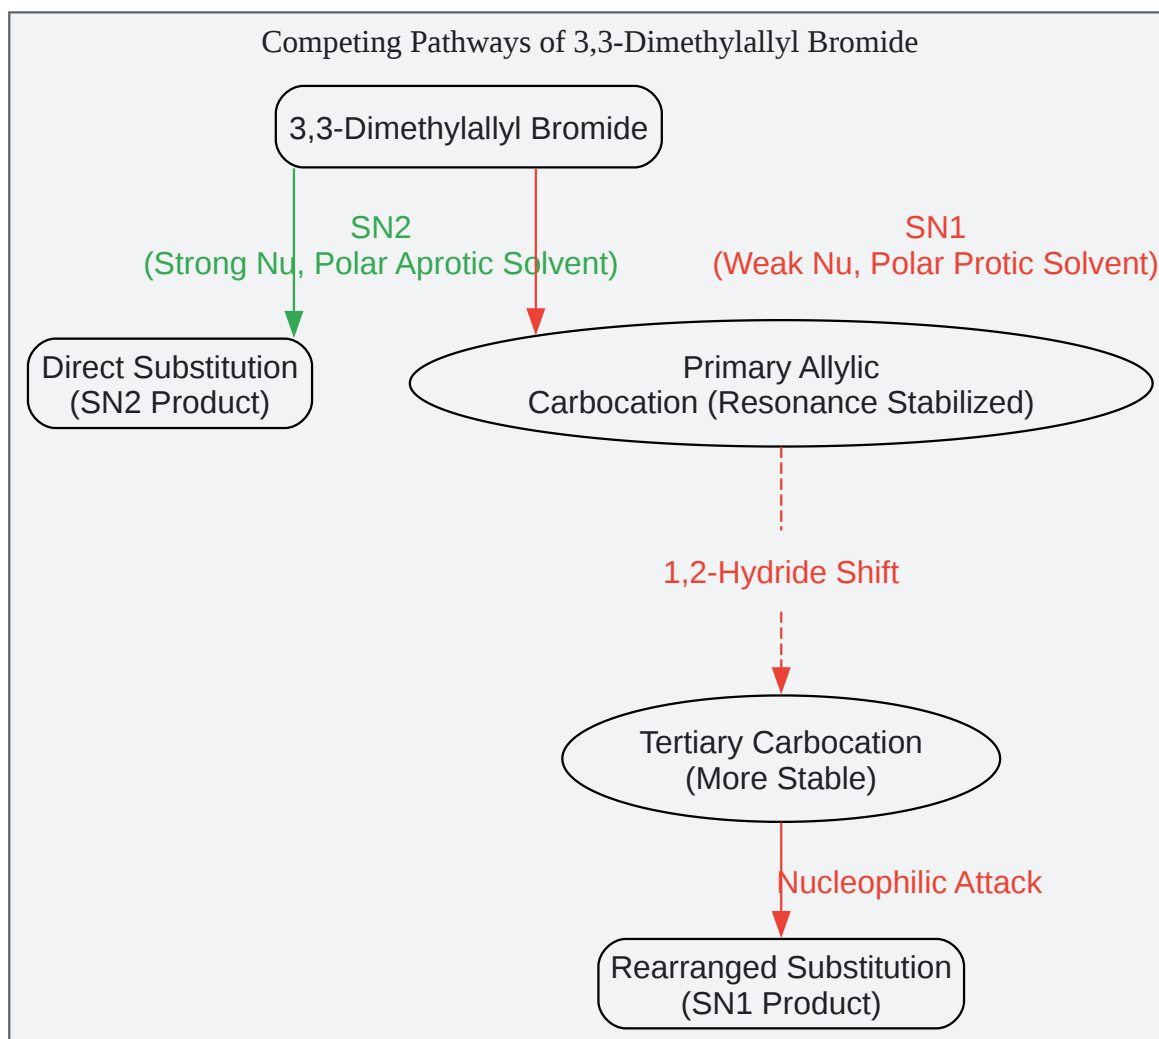 Competing Pathways of 3,3-Dimethylallyl Bromide
3,3-Dimethylallyl Bromide
SN2
(Strong Nu, Polar Aprotic Solvent)
SN1
(Weak Nu, Polar Protic Solvent)
Direct Substitution
(SN2 Product)
Primary Allylic
Carbocation (Resonance Stabilized)
1,2-Hydride Shift
Tertiary Carbocation
(More Stable)
Nucleophilic Attack
Rearranged Substitution
(SN1 Product)